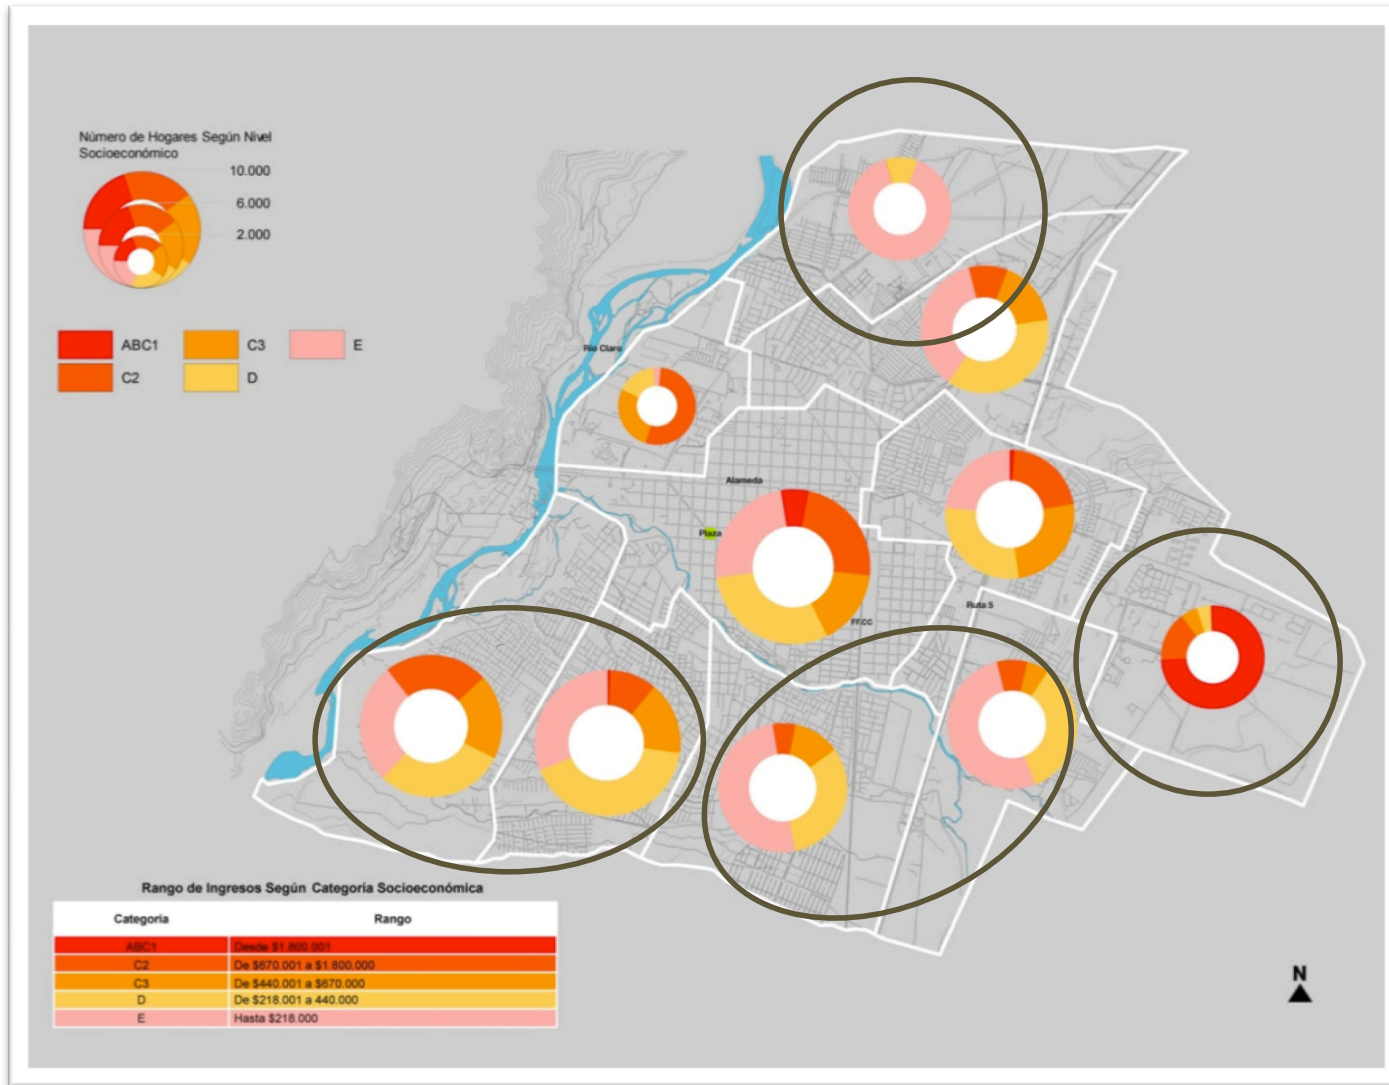 Número de Hogares Según Nivel
Socioeconómico
10.000
6.000
2.000
ABC1
C3
E
C2
D
Río Claro
Alameda
Plaza
FFCC
Ruta 5
Rango de Ingresos Según Categoría Socioeconómica
Categoría Rango
ABC1 Desde $1.800.001
C2 De $670.001 a $1.800.000
C3 De $440.001 a $670.000
D De $218.001 a 440.000
E Hasta $218.000
N